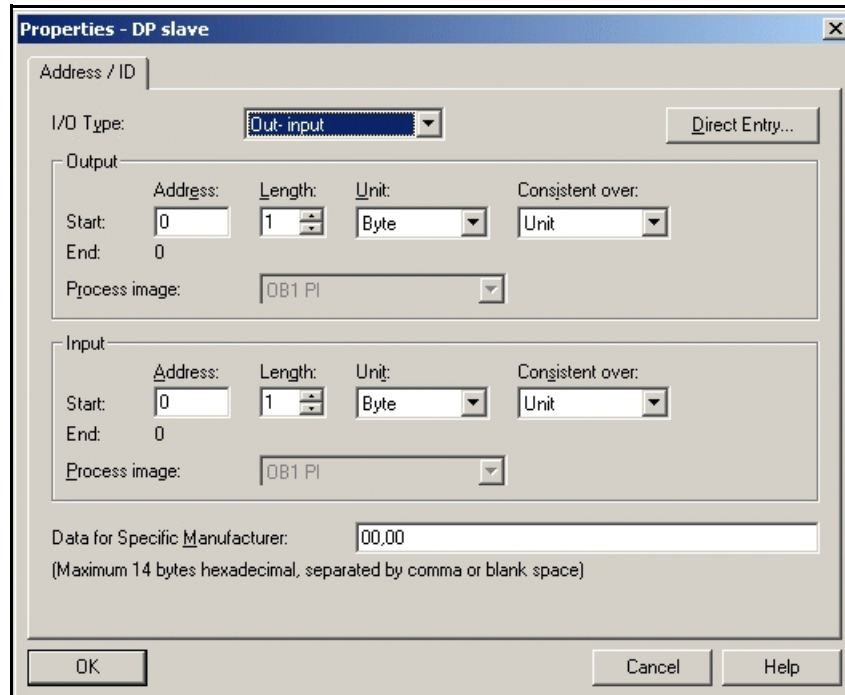 Properties - DP slave
Address / ID
I/O Type: Out- input Direct Entry...
Output
Address: Length: Unit: Consistent over:
Start: 0 1 Byte Unit
End: 0
Process image: OB1 PI
Input
Address: Length: Unit: Consistent over:
Start: 0 1 Byte Unit
End: 0
Process image: OB1 PI
Data for Specific Manufacturer: 00,00
(Maximum 14 bytes hexadecimal, separated by comma or blank space)
OK Cancel Help